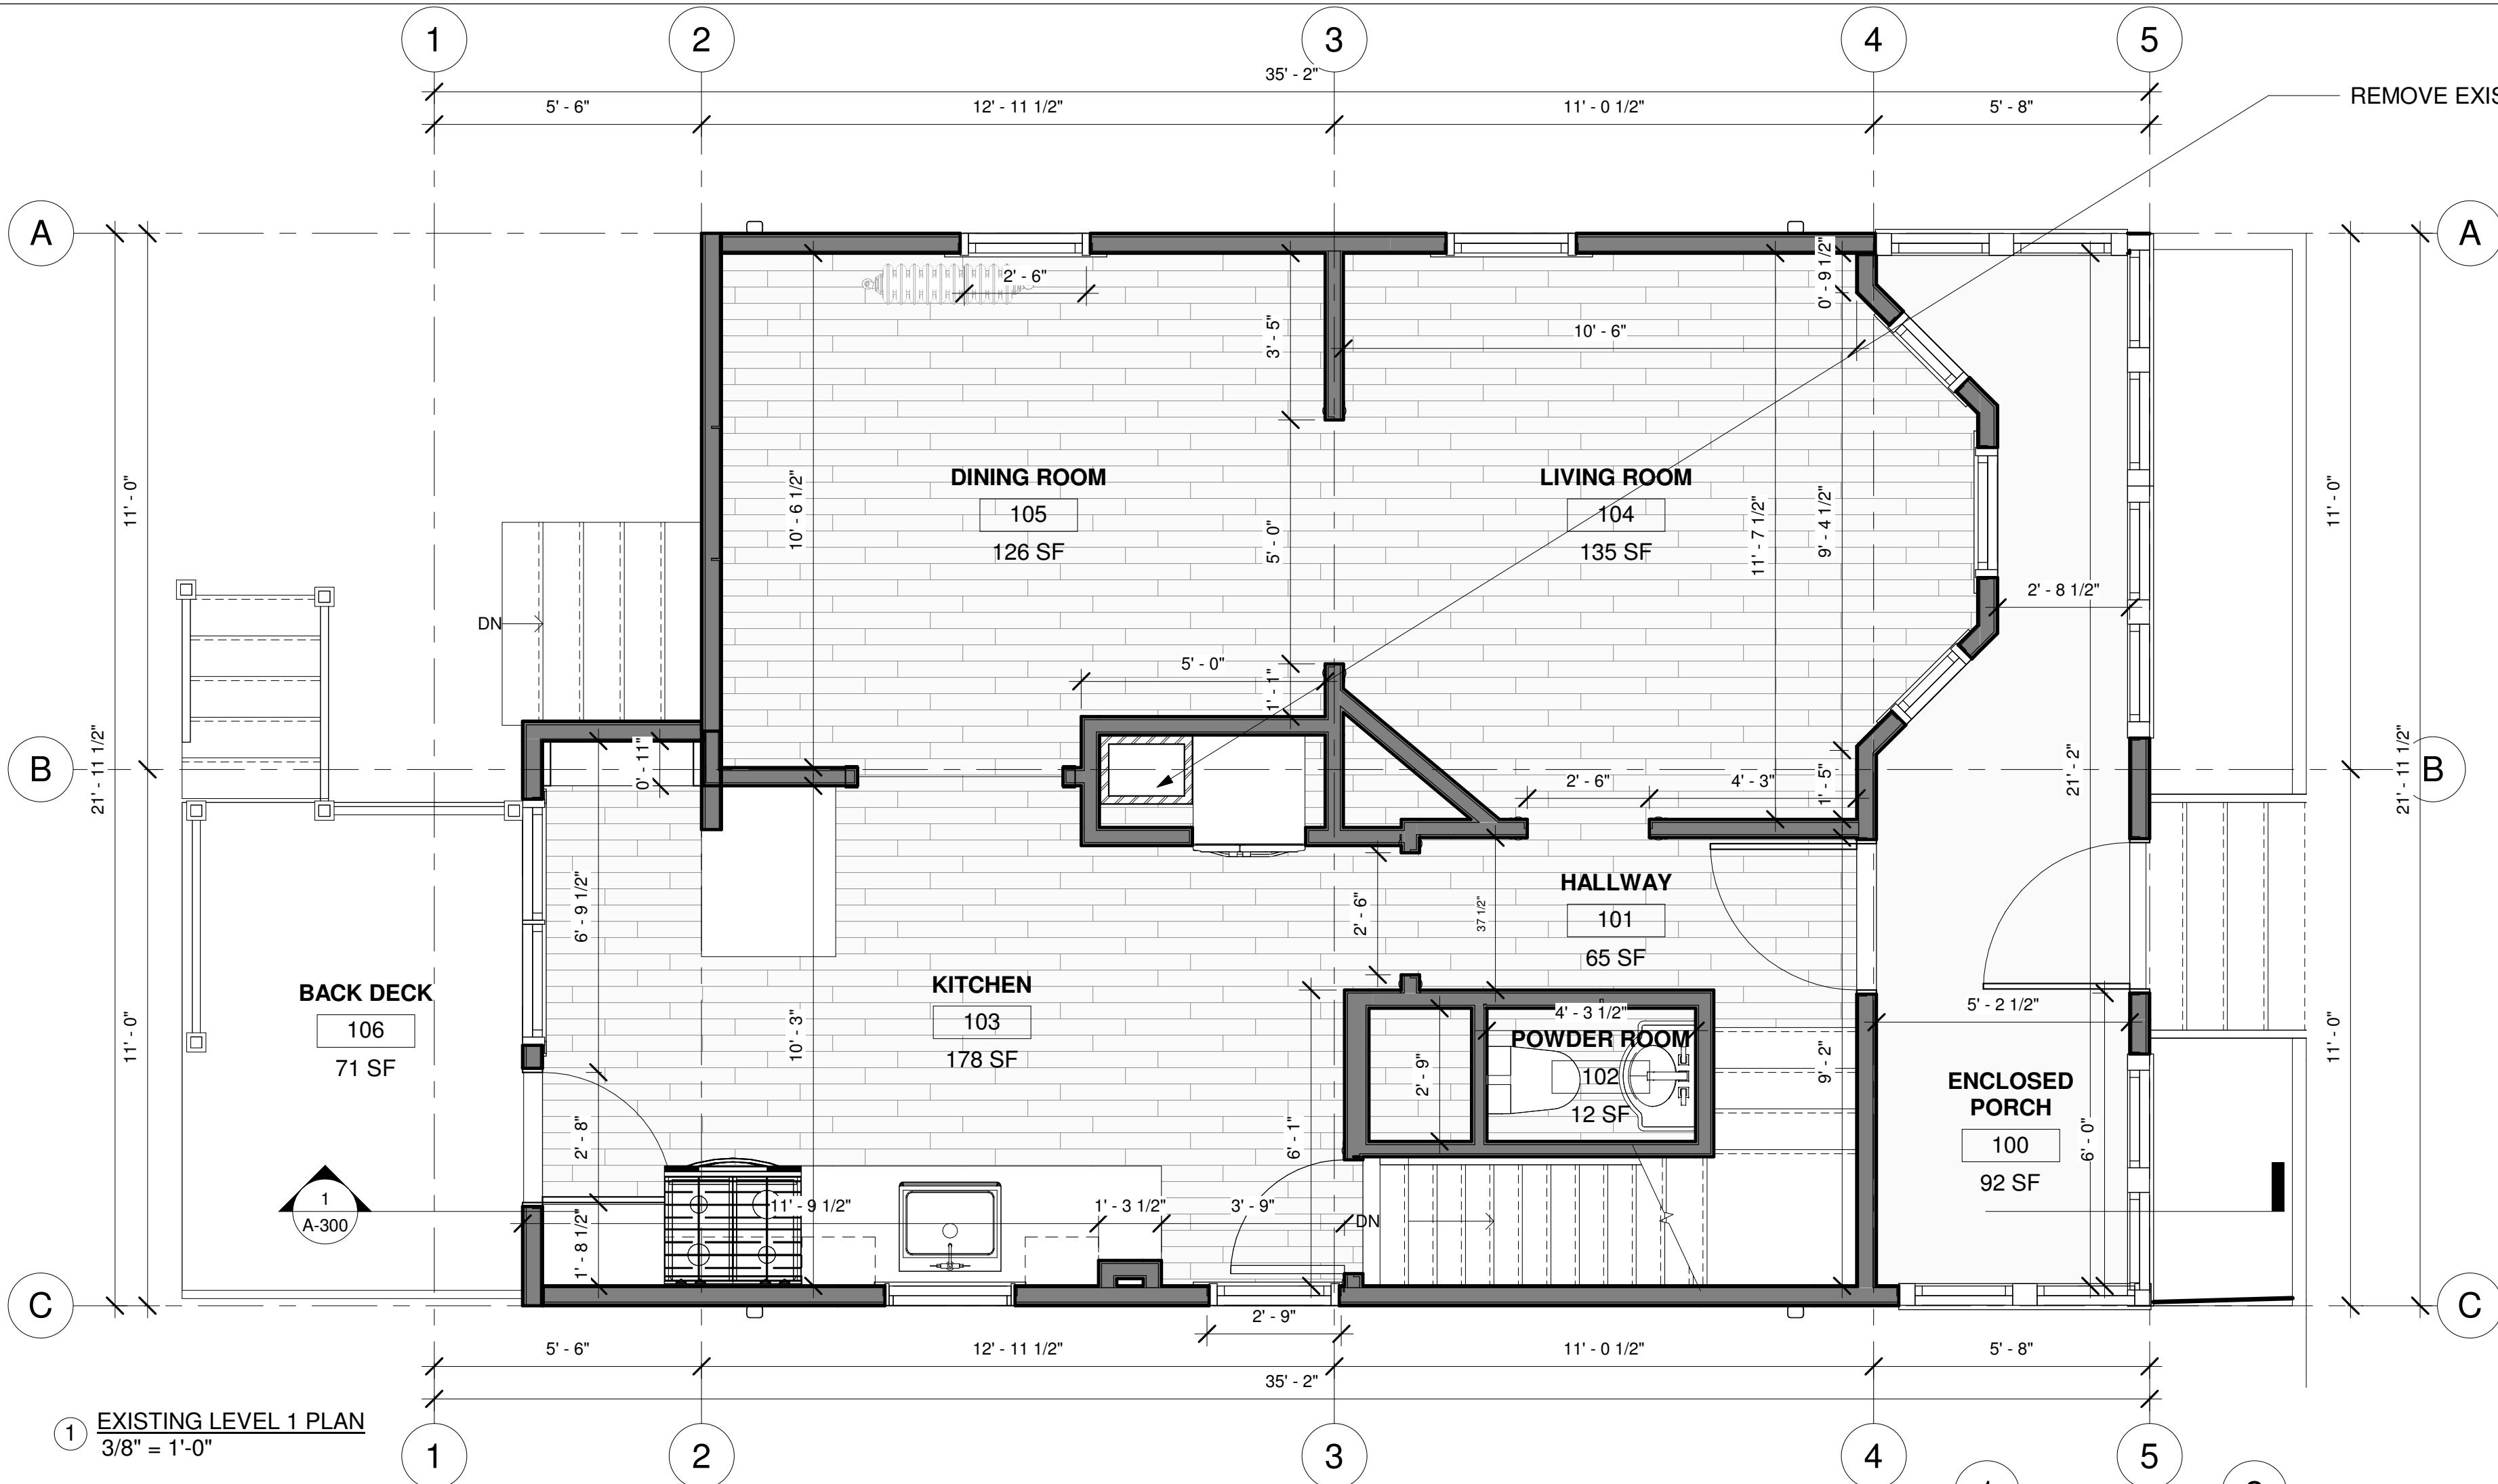 1
2
3
4
5
35' - 2"
5' - 6"
12' - 11 1/2"
11' - 0 1/2"
5' - 8"
REMOVE EXIS
A
A
2' - 6"
3' - 5"
0' - 9 1/2"
10' - 6"
11' - 0"
10' - 6 1/2"
DINING ROOM
105
126 SF
5' - 0"
LIVING ROOM
104
135 SF
11' - 7 1/2"
9' - 4 1/2"
11' - 0"
2' - 8 1/2"
DN
5' - 0"
1' - 1"
B
21' - 11 1/2"
0' - 11"
2' - 6"
4' - 3"
1' - 5"
21' - 2"
21' - 11 1/2"
B
6' - 9 1/2"
2' - 6"
37 1/2"
HALLWAY
101
65 SF
BACK DECK
106
71 SF
11' - 0"
KITCHEN
103
178 SF
10' - 3"
4' - 3 1/2"
POWDER ROOM
102
12 SF
2' - 9"
9' - 2"
5' - 2 1/2"
11' - 0"
ENCLOSED
PORCH
100
92 SF
6' - 0"
2' - 8"
6' - 1"
1
A-300
1' - 8 1/2"
11' - 9 1/2"
1' - 3 1/2"
3' - 9"
DN
C
C
2' - 9"
5' - 6"
12' - 11 1/2"
11' - 0 1/2"
5' - 8"
35' - 2"
1
EXISTING LEVEL 1 PLAN
3/8" = 1'-0"
1
2
3
4
5